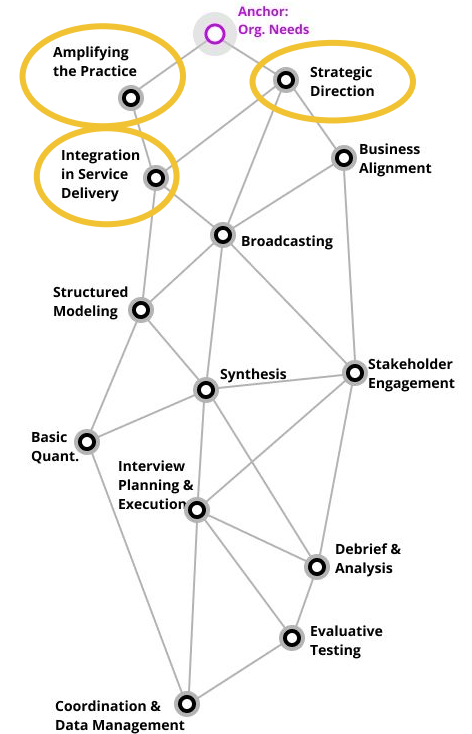 Anchor:
Org. Needs
Amplifying
the Practice
Strategic
Direction
Integration
in Service
Delivery
Business
Alignment
Broadcasting
Structured
Modeling
Synthesis
Stakeholder
Engagement
Basic
Quant.
Interview
Planning &
Execution
Debrief &
Analysis
Evaluative
Testing
Coordination &
Data Management